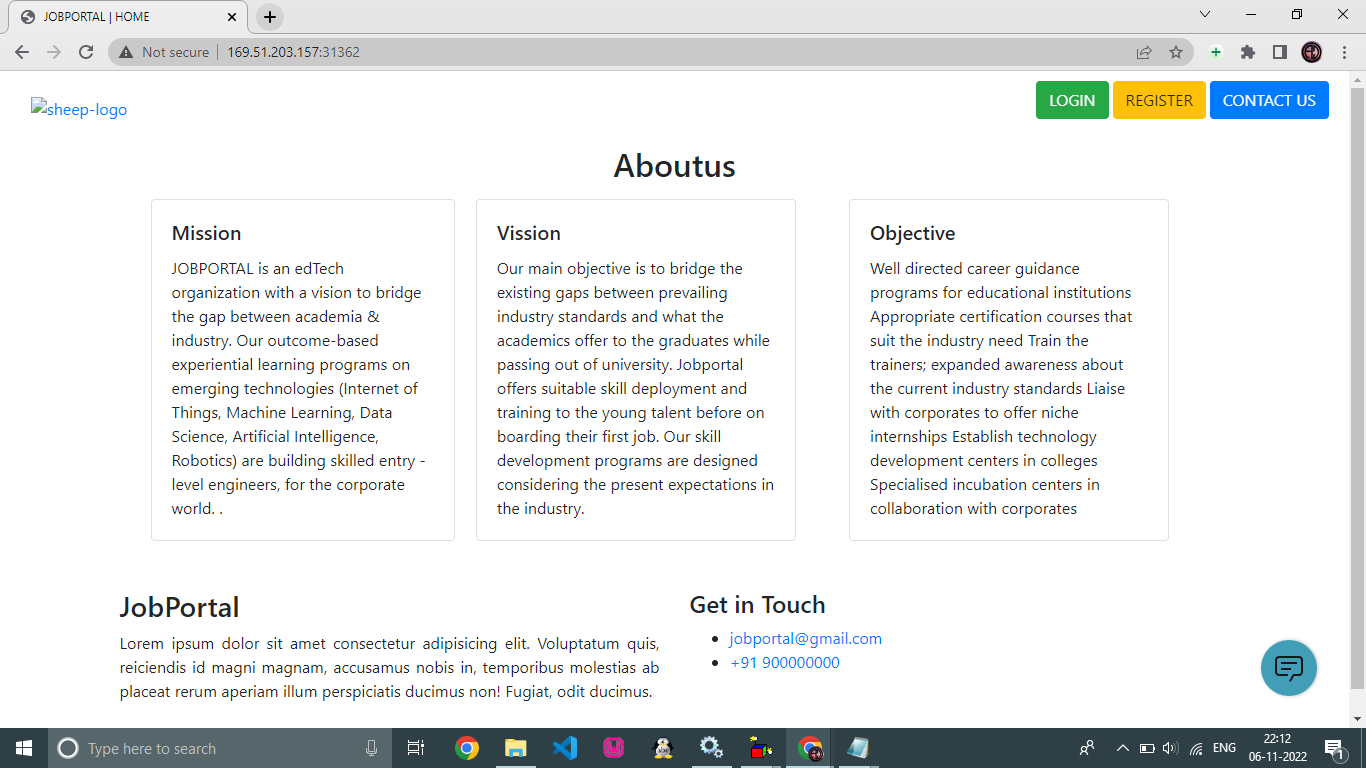 JOBPORTAL | HOME
Not secure
169.51.203.157:31362
sheep-logo
LOGIN
REGISTER
CONTACT US
Aboutus
Mission
JOBPORTAL is an edTech
organization with a vision to bridge
the gap between academia &
industry. Our outcome-based
experiential learning programs on
emerging technologies (Internet of
Things, Machine Learning, Data
Science, Artificial Intelligence,
Robotics) are building skilled entry -
level engineers, for the corporate
world. .
Vission
Our main objective is to bridge the
existing gaps between prevailing
industry standards and what the
academics offer to the graduates while
passing out of university. Jobportal
offers suitable skill deployment and
training to the young talent before on
boarding their first job. Our skill
development programs are designed
considering the present expectations in
the industry.
Objective
Well directed career guidance
programs for educational institutions
Appropriate certification courses that
suit the industry need Train the
trainers; expanded awareness about
the current industry standards Liaise
with corporates to offer niche
internships Establish technology
development centers in colleges
Specialised incubation centers in
collaboration with corporates
JobPortal
Lorem ipsum dolor sit amet consectetur adipisicing elit. Voluptatum quis,
reiciendis id magni magnam, accusamus nobis in, temporibus molestias ab
placeat rerum aperiam illum perspiciatis ducimus non! Fugiat, odit ducimus.
Get in Touch
jobportal@gmail.com
+91 900000000
Type here to search
ENG
22:12
06-11-2022
1